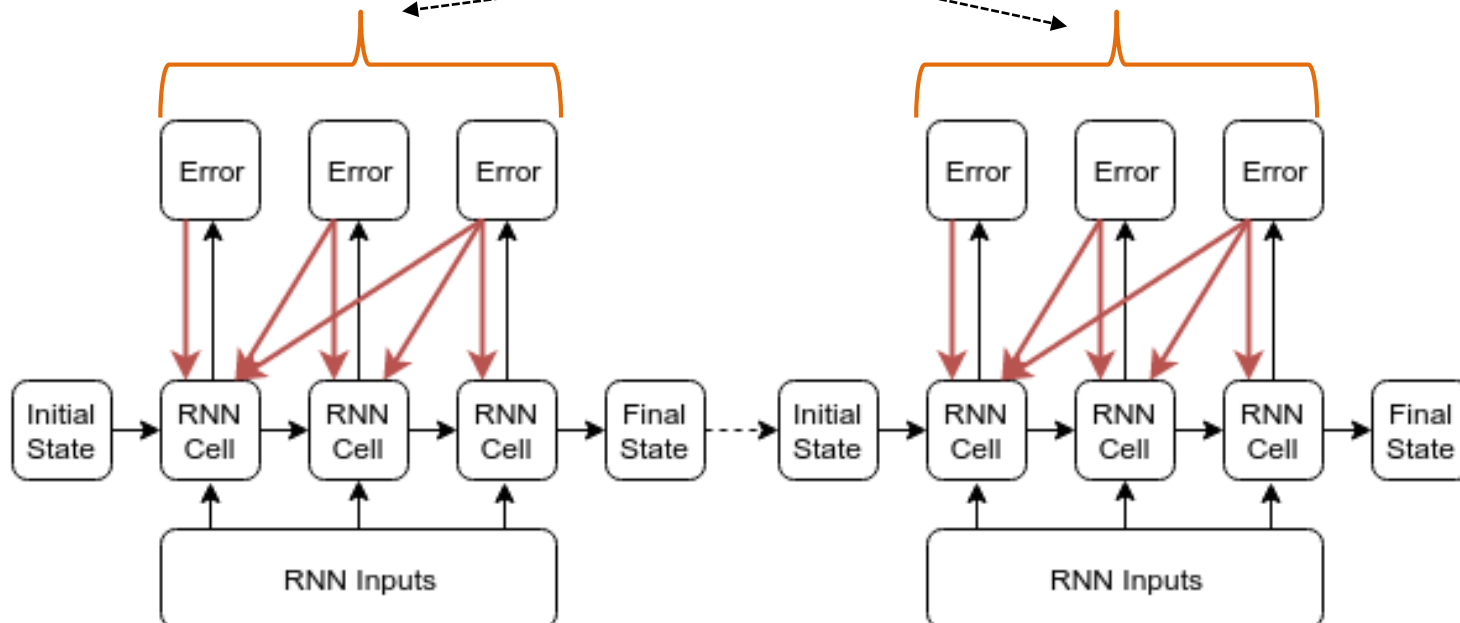 Error Error Error Error Error Error
Initial State RNN Cell RNN Cell RNN Cell Final State Initial State RNN Cell RNN Cell RNN Cell Final State
RNN Inputs RNN Inputs